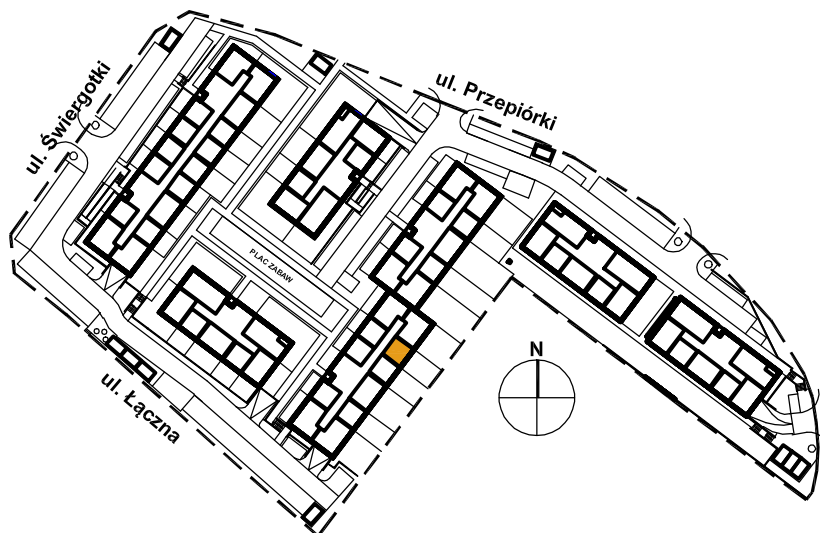 ul. Przepiórki
ul. Świergotki
PLAC ZABAW
N
ul. Łączna